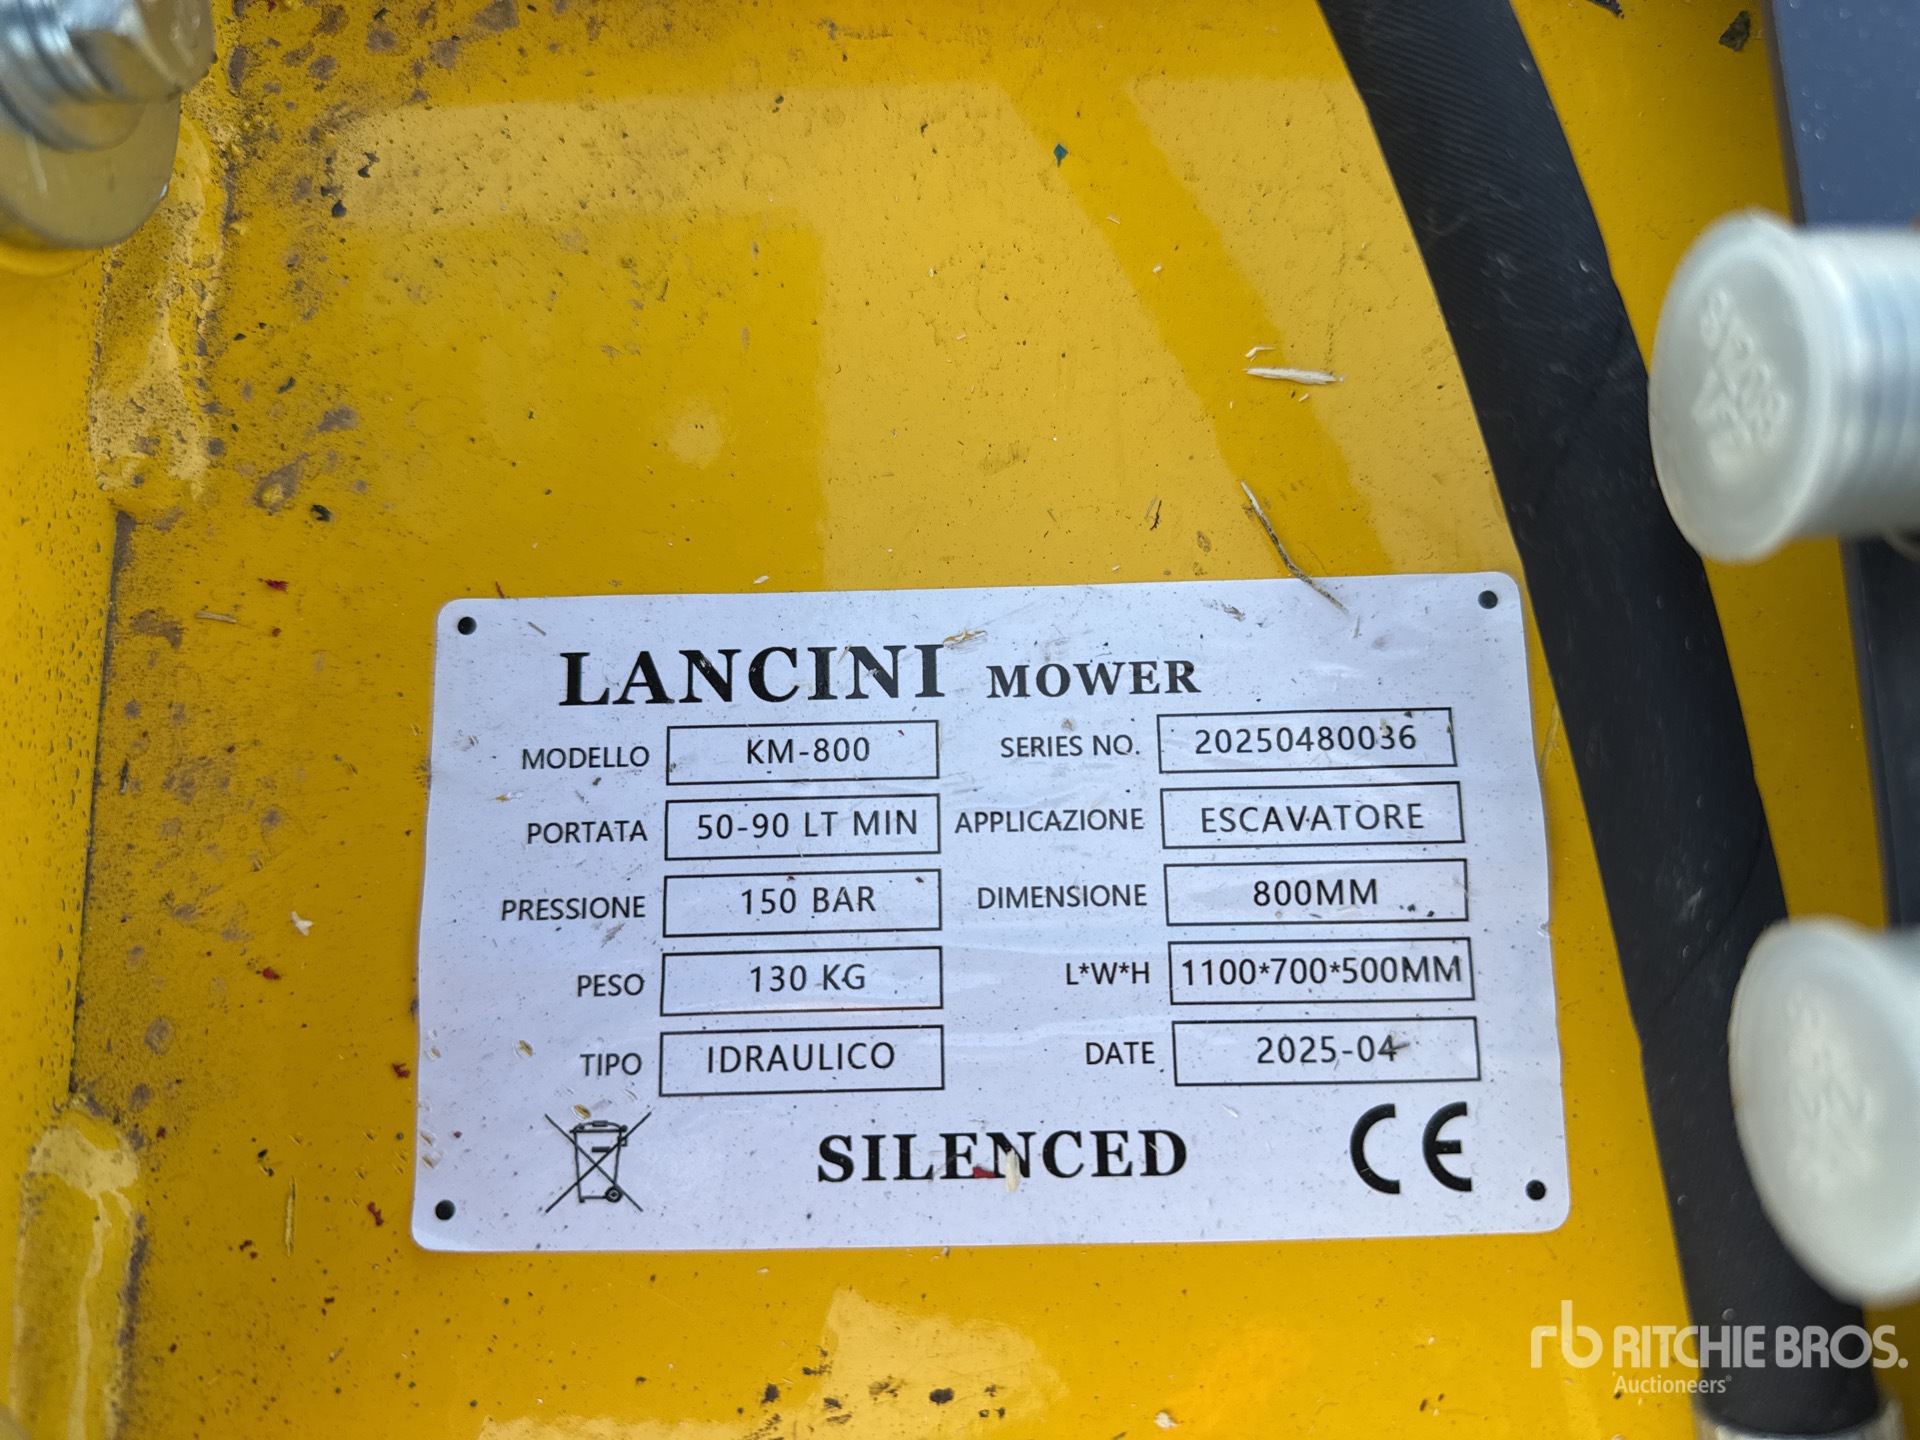 LANCINI MOWER
MODELLO KM-800 SERIES NO. 20250480036
PORTATA 50-90 LT MIN APPLICAZIONE ESCAVATORE
PRESSIONE 150 BAR DIMENSIONE 800MM
PESO 130 KG L*W*H 1100*700*500MM
TIPO IDRAULICO DATE 2025-04
SILENCED CE
rb RITCHIE BROS.
Auctioneers